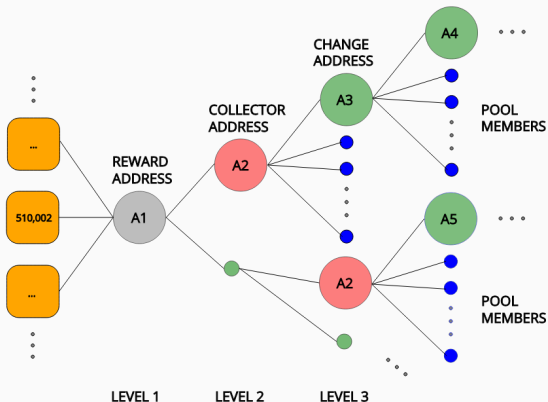 A4
CHANGE
ADDRESS
A3
COLLECTOR
ADDRESS
POOL
MEMBERS
...
REWARD
ADDRESS
A2
510,002
A1
A5
...
A2
POOL
MEMBERS
LEVEL 1
LEVEL 2
LEVEL 3